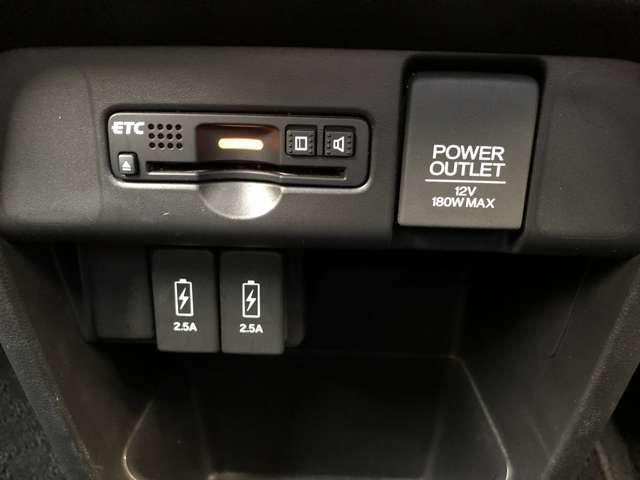 ETC
POWER
OUTLET
12V
180W MAX
2.5A
2.5A